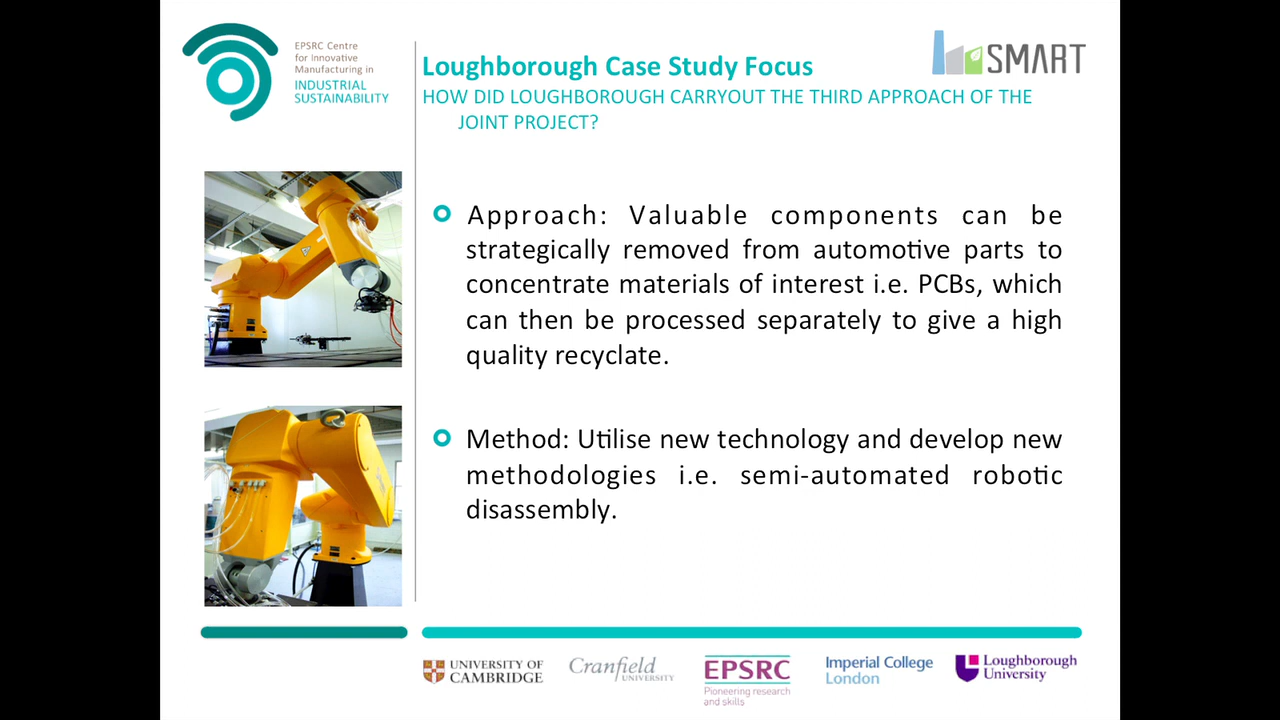 EPSRC Centre
for Innovative
Manufacturing in
INDUSTRIAL
SUSTAINABILITY
SMART
Loughborough Case Study Focus
HOW DID LOUGHBOROUGH CARRYOUT THE THIRD APPROACH OF THE
JOINT PROJECT?
Approach: Valuable components can be
strategically removed from automotive parts to
concentrate materials of interest i.e. PCBs, which
can then be processed separately to give a high
quality recyclate.
Method: Utilise new technology and develop new
methodologies i.e. semi-automated robotic
disassembly.
UNIVERSITY OF
CAMBRIDGE
Cranfield
UNIVERSITY
EPSRC
Pioneering research
and skills
Imperial College
London
Loughborough
University